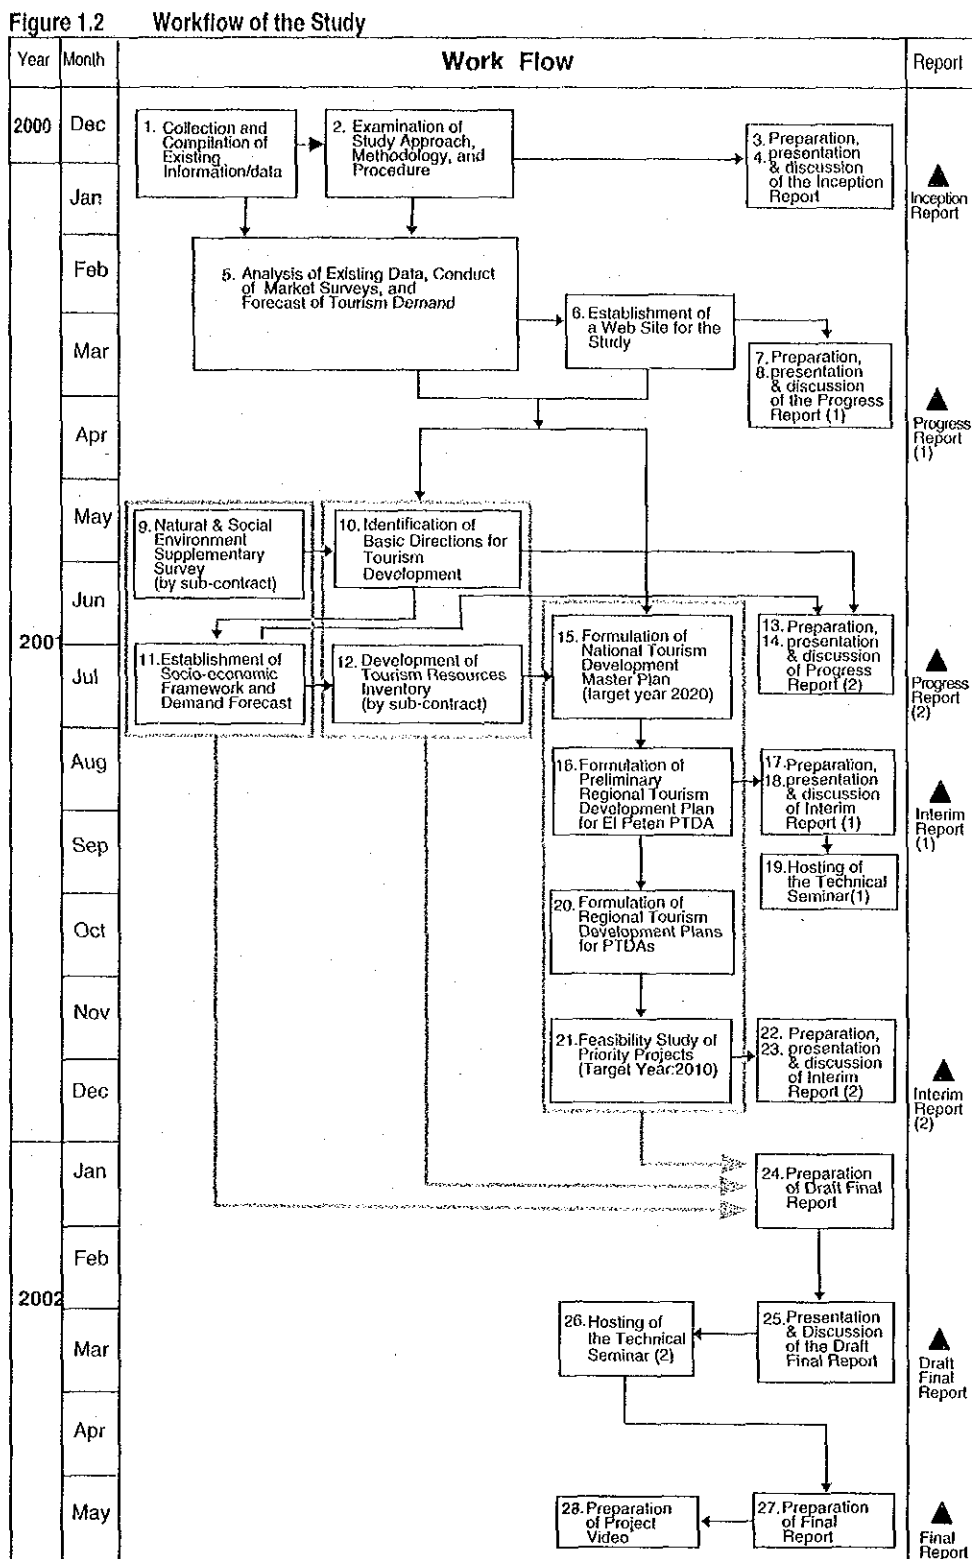 Figure 1.2 Workflow of the Study
Year Month Work Flow Report
2000 Dec
1. Collection and
Compilation of
Existing
Information/data
2. Examination of
Study Approach,
Methodology, and
Procedure
3. Preparation,
4. presentation
& discussion
of the Inception
Report
Inception
Report
Jan
Feb
5. Analysis of Existing Data, Conduct
of Market Surveys, and
Forecast of Tourism Demand
6. Establishment of
a Web Site for the
Study
Mar
7. Preparation,
8. presentation
& discussion
of the Progress
Report (1)
Progress
Report
(1)
Apr
May
9. Natural & Social
Environment
Supplementary
Survey
(by sub-contract)
10. Identification of
Basic Directions for
Tourism
Development
Jun
2001
Jul
11. Establishment of
Socio-economic
Framework and
Demand Forecast
12. Development of
Tourism Resources
Inventory
(by sub-contract)
15. Formulation of
National Tourism
Development
Master Plan
(target year 2020)
13. Preparation,
14. presentation
& discussion
of Progress
Report (2)
Progress
Report
(2)
Aug
16. Formulation of
Preliminary
Regional Tourism
Development Plan
for El Peten PTDA
17. Preparation,
18. presentation
& discussion
of Interim
Report (1)
Interim
Report
(1)
Sep
19. Hosting of
the Technical
Seminar(1)
Oct
20. Formulation of
Regional Tourism
Development Plans
for PTDAs
Nov
21. Feasibility Study of
Priority Projects
(Target Year:2010)
22. Preparation,
23. presentation
& discussion
of Interim
Report (2)
Interim
Report
(2)
Dec
Jan
24. Preparation
of Draft Final
Report
Feb
2002
Mar
26. Hosting of
the Technical
Seminar (2)
25. Presentation
& Discussion
of the Draft
Final Report
Draft
Final
Report
Apr
May
28. Preparation
of Project
Video
27. Preparation
of Final
Report
Final
Report